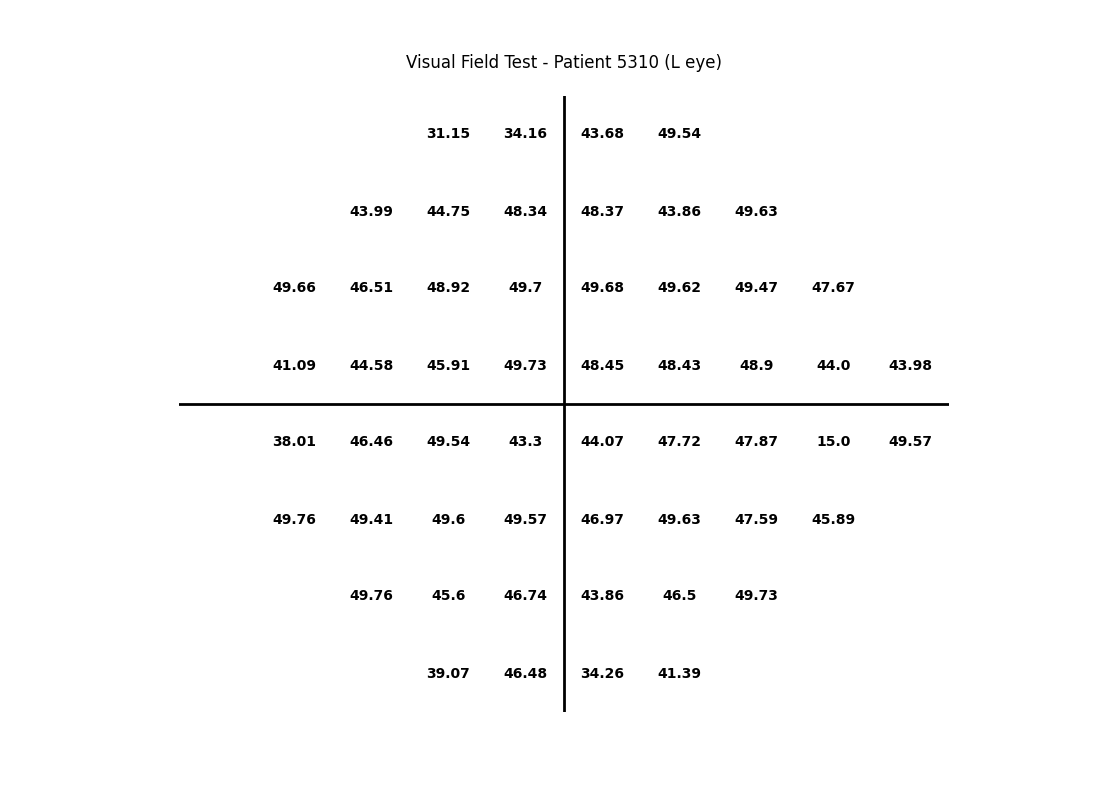 Visual Field Test - Patient 5310 (L eye)
31.15 34.16 43.68 49.54
43.99 44.75 48.34 48.37 43.86 49.63
49.66 46.51 48.92 49.7 49.68 49.62 49.47 47.67
41.09 44.58 45.91 49.73 48.45 48.43 48.9 44.0 43.98
38.01 46.46 49.54 43.3 44.07 47.72 47.87 15.0 49.57
49.76 49.41 49.6 49.57 46.97 49.63 47.59 45.89
49.76 45.6 46.74 43.86 46.5 49.73
39.07 46.48 34.26 41.39